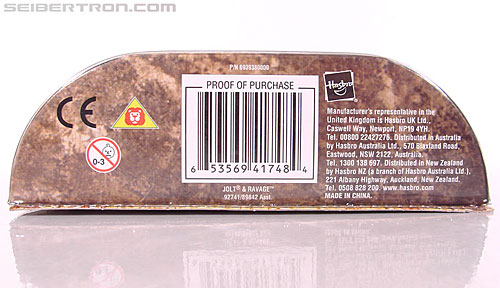 SEIBERTRON.COM
P/N 6939380000
PROOF OF PURCHASE
6 53569 41748 4
JOLT® & RAVAGE™
92741/89842 Asst.
CE
0-3
Hasbro
Manufacturer's representative in the
United Kingdom is Hasbro UK Ltd.,
Caswell Way, Newport, NP19 4YH.
Tel. 00800 22427276. Distributed in Australia
by Hasbro Australia Ltd., 570 Blaxland Road,
Eastwood, NSW 2122, Australia.
Tel. 1300 138 697. Distributed in New Zealand
by Hasbro NZ (a branch of Hasbro Australia Ltd.),
221 Albany Highway, Auckland, New Zealand.
Tel. 0508 828 200. www.hasbro.com
MADE IN CHINA.